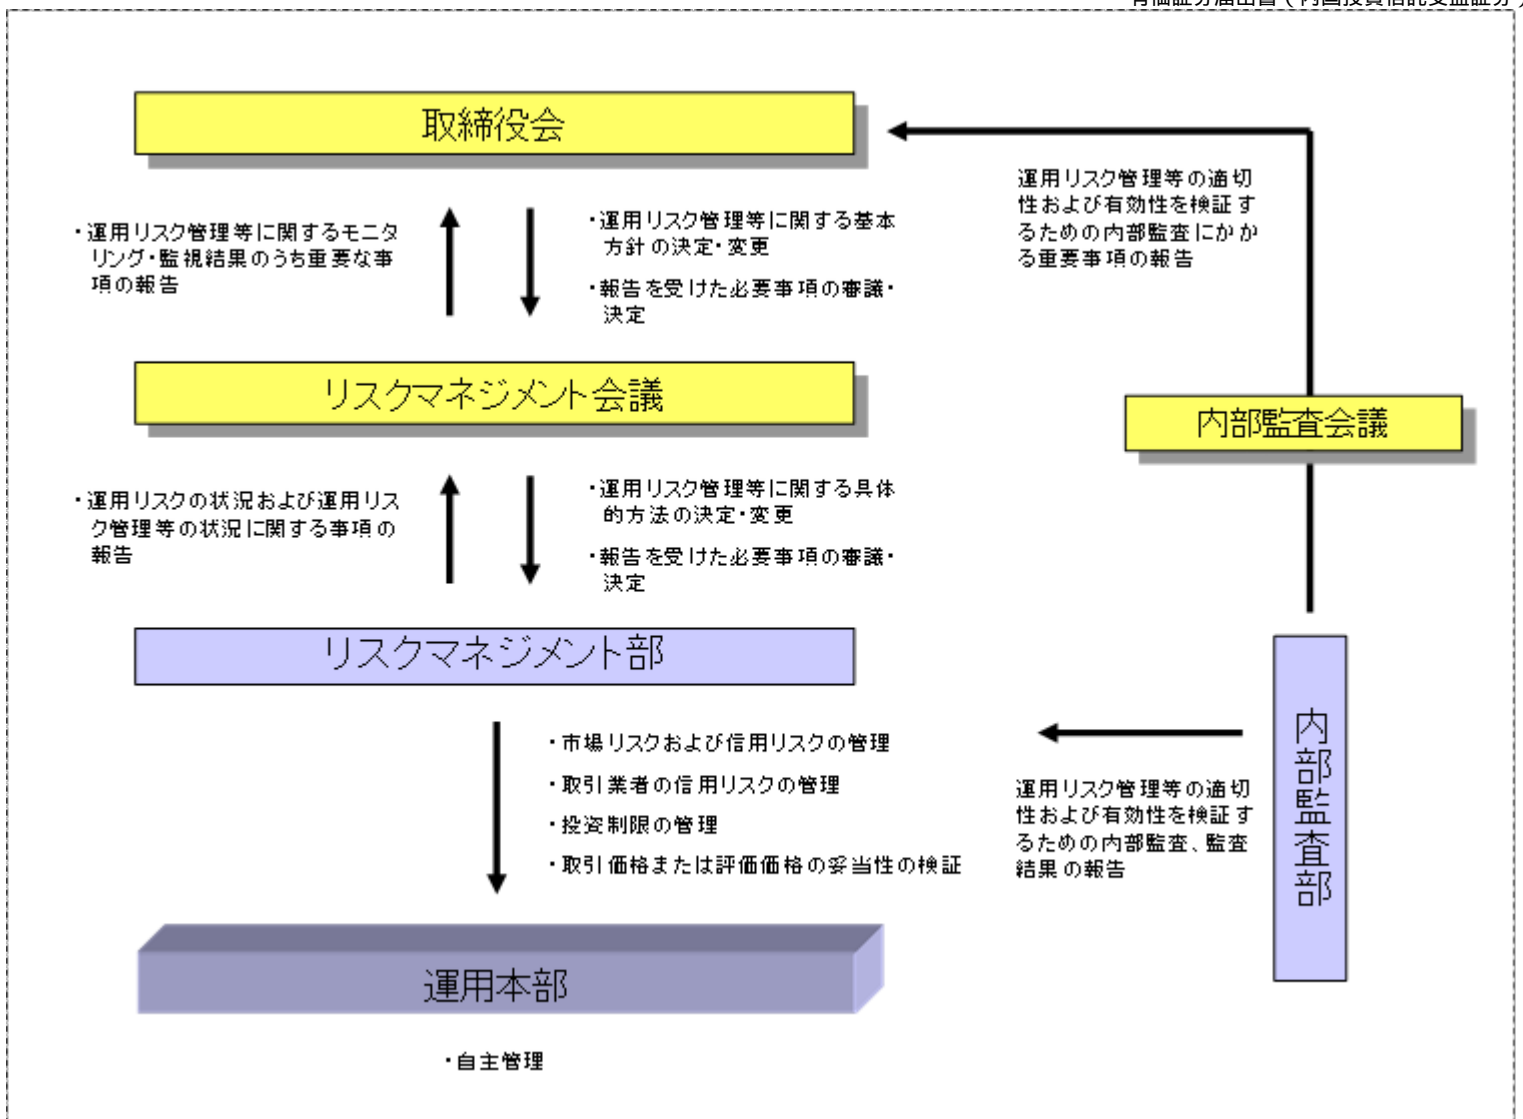 有価証券届出書（内国投資信託受益証券）
取締役会
・運用リスク管理等に関するモニタ
リング・監視結果のうち重要な事
項の報告
・運用リスク管理等に関する基本
方針の決定・変更
・報告を受けた必要事項の審議・
決定
運用リスク管理等の適切
性および有効性を検証す
るための内部監査にかか
る重要事項の報告
リスクマネジメント会議
内部監査会議
・運用リスクの状況および運用リス
ク管理等の状況に関する事項の
報告
・運用リスク管理等に関する具体
的方法の決定・変更
・報告を受けた必要事項の審議・
決定
リスクマネジメント部
・市場リスクおよび信用リスクの管理
・取引業者の信用リスクの管理
・投資制限の管理
・取引価格または評価価格の妥当性の検証
運用リスク管理等の適切
性および有効性を検証す
るための内部監査、監査
結果の報告
内部監査部
運用本部
・自主管理